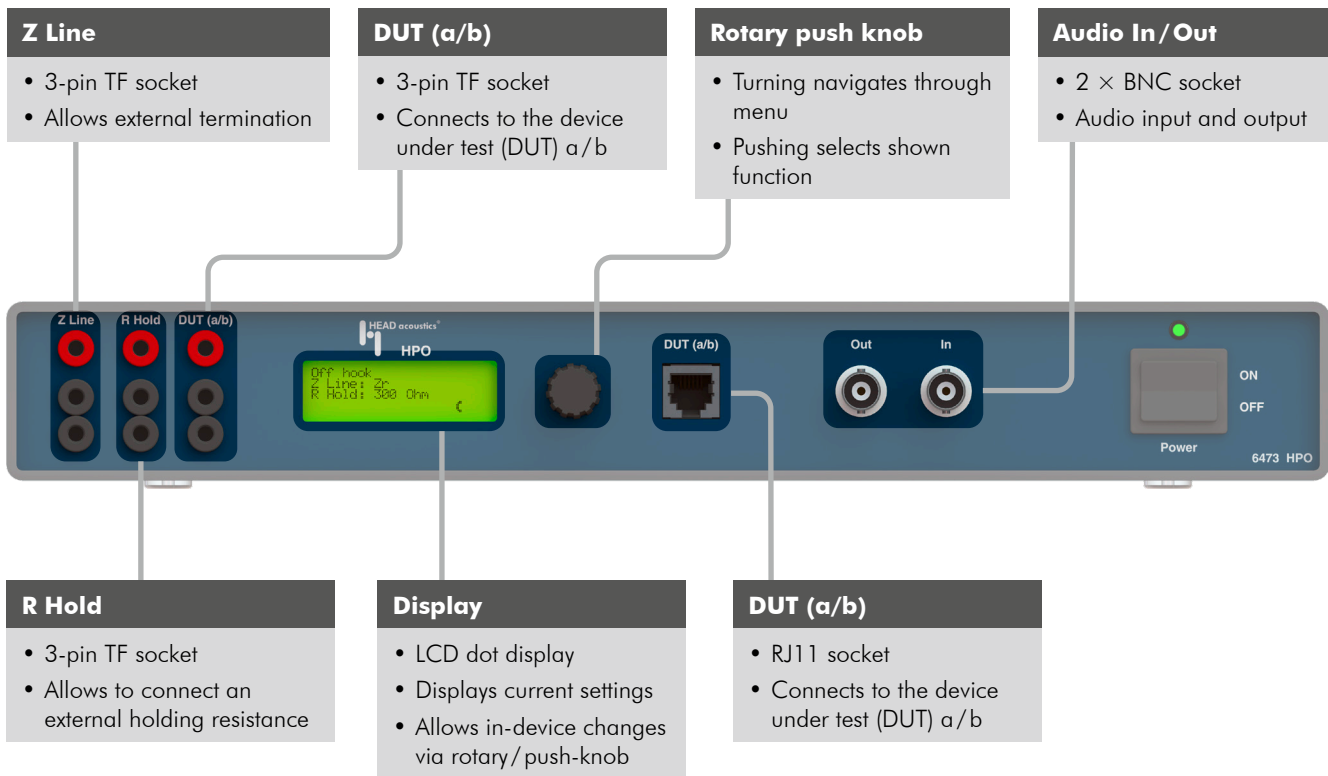 Z Line
• 3-pin TF socket
• Allows external termination
DUT (a/b)
• 3-pin TF socket
• Connects to the device
under test (DUT) a/b
Rotary push knob
• Turning navigates through
menu
• Pushing selects shown
function
Audio In/Out
• 2 × BNC socket
• Audio input and output
Z Line
R Hold
DUT (a/b)
HEAD acoustics®
HPO
Off hook
Z Line: Zr
R Hold: 300 Ohm
DUT (a/b)
Out
In
ON
OFF
Power
6473 HPO
R Hold
• 3-pin TF socket
• Allows to connect an
external holding resistance
Display
• LCD dot display
• Displays current settings
• Allows in-device changes
via rotary/push-knob
DUT (a/b)
• RJ11 socket
• Connects to the device
under test (DUT) a/b